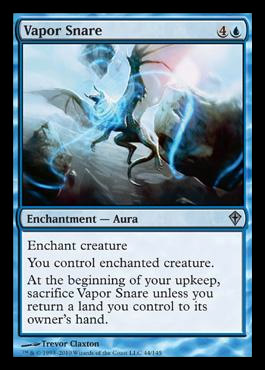 Vapor Snare 4
Enchantment — Aura
Enchant creature
You control enchanted creature.
At the beginning of your upkeep,
sacrifice Vapor Snare unless you
return a land you control to its
owner's hand.
Trevor Claxton
™ & © 1993–2010 Wizards of the Coast LLC 44/145